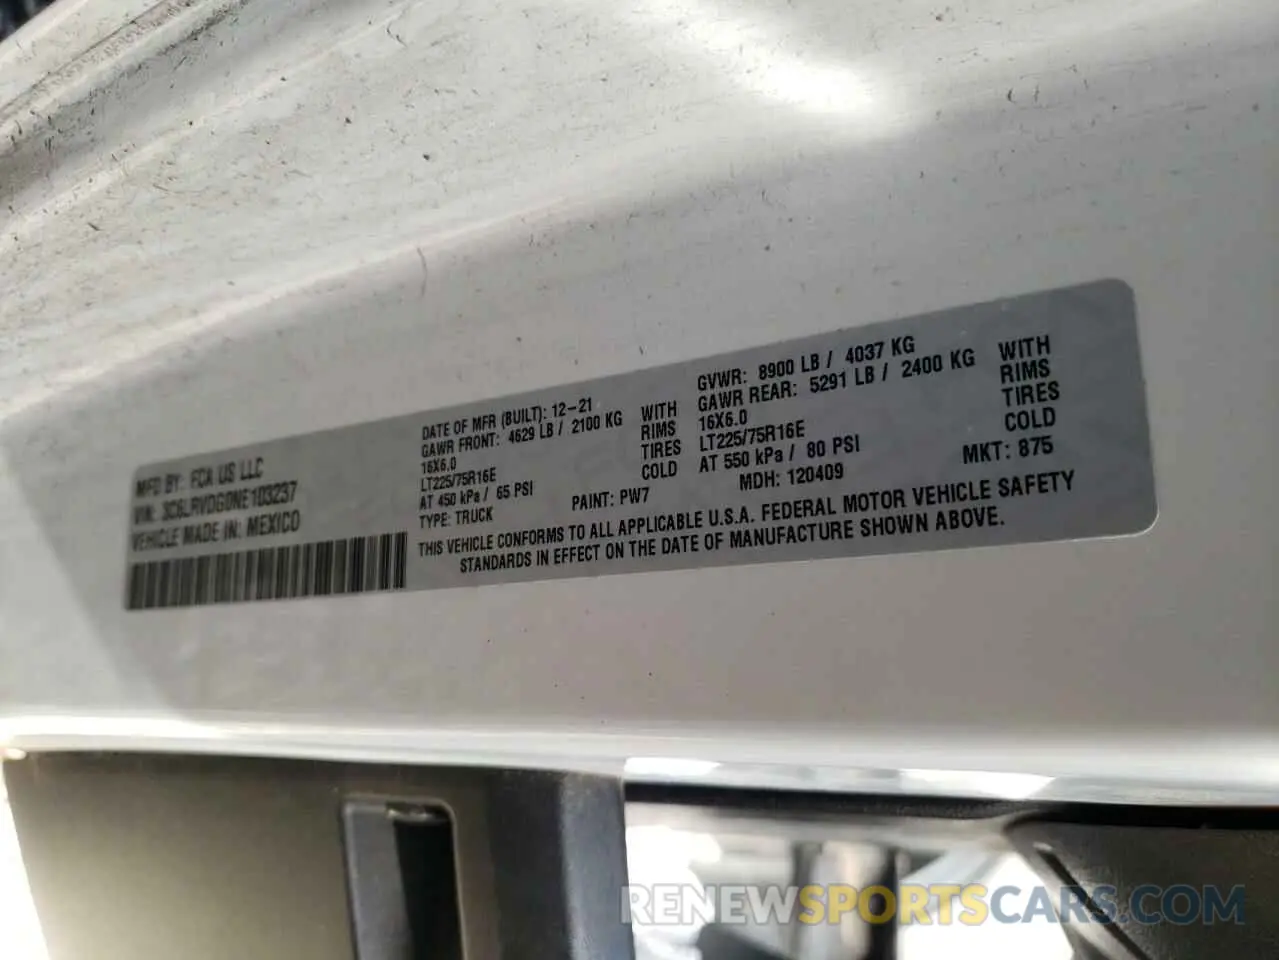 MFD BY: FCA US LLC
VIN: 3C6LRVDG0NE103237
VEHICLE MADE IN: MEXICO
DATE OF MFR (BUILT): 12-21
GAWR FRONT: 4629 LB / 2100 KG WITH
16X6.0 RIMS
LT225/75R16E TIRES
AT 450 kPa / 65 PSI COLD
TYPE: TRUCK PAINT: PW7
GVWR: 8900 LB / 4037 KG
GAWR REAR: 5291 LB / 2400 KG WITH
16X6.0 RIMS
LT225/75R16E TIRES
AT 550 kPa / 80 PSI COLD
MDH: 120409 MKT: 875
THIS VEHICLE CONFORMS TO ALL APPLICABLE U.S.A. FEDERAL MOTOR VEHICLE SAFETY
STANDARDS IN EFFECT ON THE DATE OF MANUFACTURE SHOWN ABOVE.
RENEWSPORTSCARS.COM